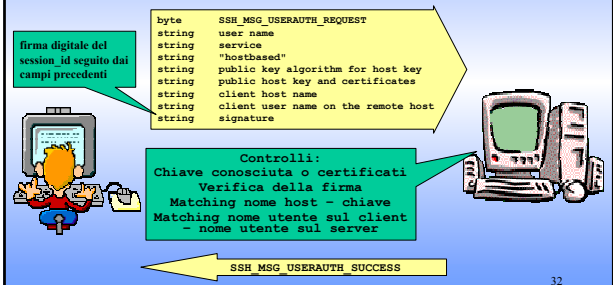 firma digitale del
session_id seguito dai
campi precedenti
byte SSH_MSG_USERAUTH_REQUEST
string user name
string service
string "hostbased"
string public key algorithm for host key
string public host key and certificates
string client host name
string client user name on the remote host
string signature
Controlli:
Chiave conosciuta o certificati
Verifica della firma
Matching nome host – chiave
Matching nome utente sul client
– nome utente sul server
SSH_MSG_USERAUTH_SUCCESS
32